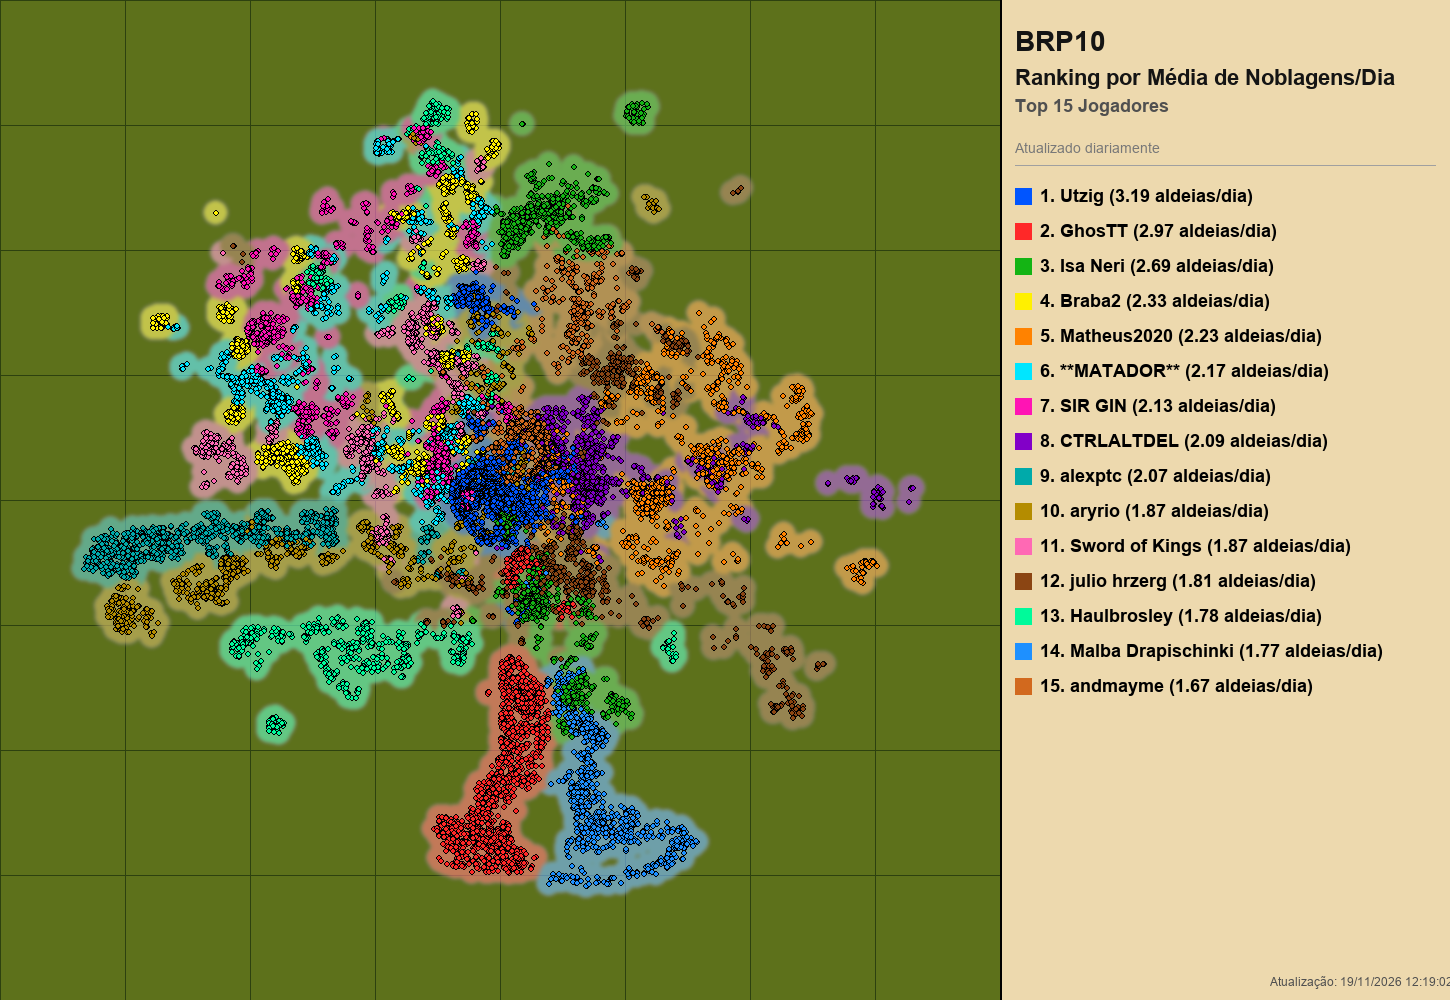 BRP10
Ranking por Média de Noblagens/Dia
Top 15 Jogadores
Atualizado diariamente
1. Utzig (3.19 aldeias/dia)
2. GhosTT (2.97 aldeias/dia)
3. Isa Neri (2.69 aldeias/dia)
4. Braba2 (2.33 aldeias/dia)
5. Matheus2020 (2.23 aldeias/dia)
6. **MATADOR** (2.17 aldeias/dia)
7. SIR GIN (2.13 aldeias/dia)
8. CTRLALTDEL (2.09 aldeias/dia)
9. alexptc (2.07 aldeias/dia)
10. aryrio (1.87 aldeias/dia)
11. Sword of Kings (1.87 aldeias/dia)
12. julio hrzerg (1.81 aldeias/dia)
13. Haulbrosley (1.78 aldeias/dia)
14. Malba Drapischinki (1.77 aldeias/dia)
15. andmayme (1.67 aldeias/dia)
Atualização: 19/11/2026 12:19:02